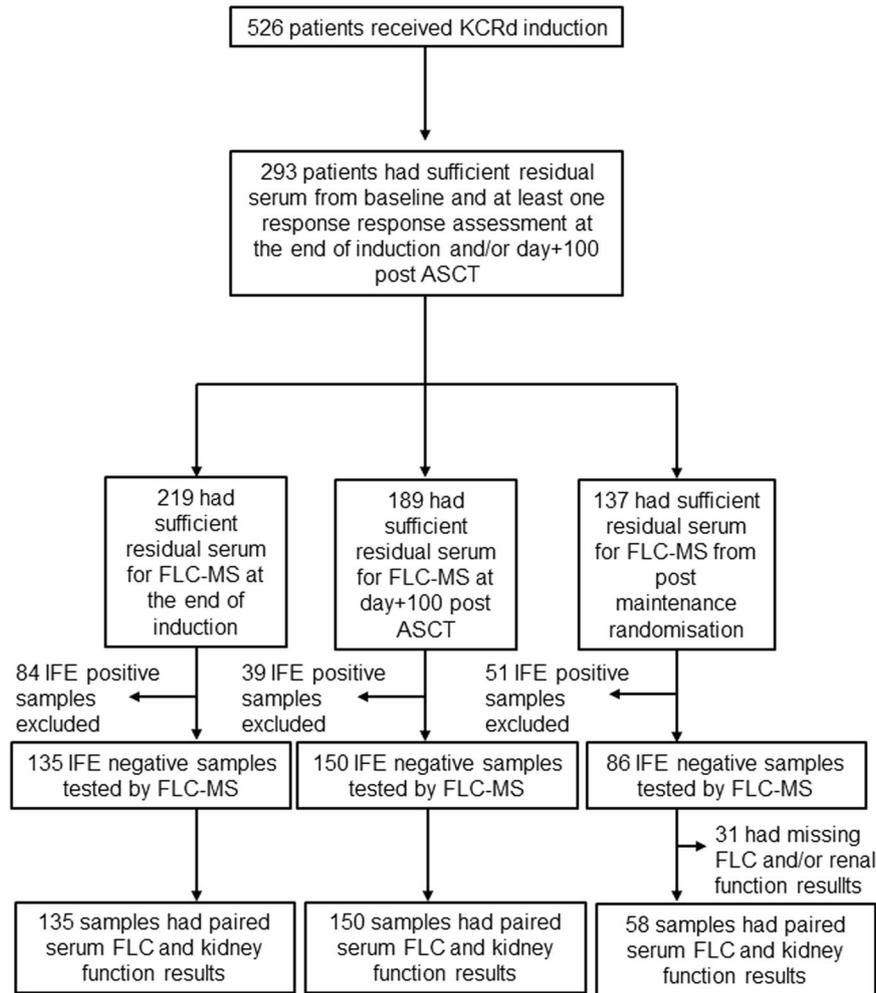 526 patients received KCRd induction
293 patients had sufficient residual
serum from baseline and at least one
response response assessment at
the end of induction and/or day+100
post ASCT
219 had
sufficient
residual serum
for FLC-MS at
the end of
induction
189 had
sufficient
residual serum
for FLC-MS at
day+100 post
ASCT
137 had sufficient
residual serum
for FLC-MS from
post
maintenance
randomisation
84 IFE positive
samples
excluded
39 IFE positive
samples
excluded
51 IFE positive
samples
excluded
135 IFE negative samples
tested by FLC-MS
150 IFE negative samples
tested by FLC-MS
86 IFE negative samples
tested by FLC-MS
31 had missing
FLC and/or renal
function resullts
135 samples had paired
serum FLC and kidney
function results
150 samples had paired
serum FLC and kidney
function results
58 samples had paired
serum FLC and kidney
function results